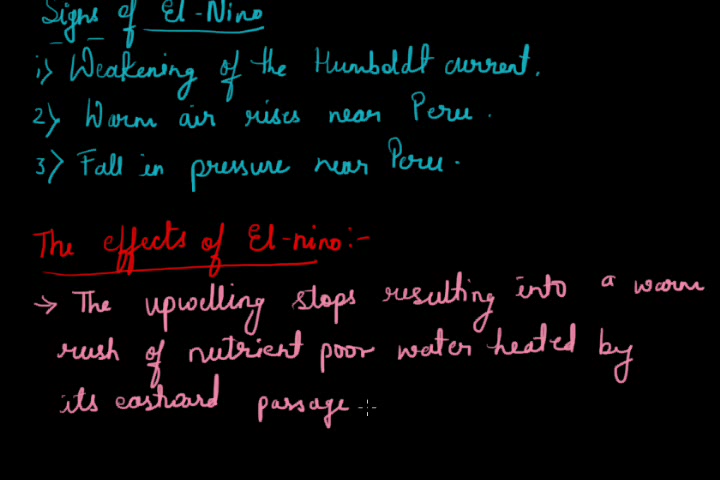 Signs of El-Nino
1) Weakening of the Humboldt current.
2) Warm air rises near Peru.
3) Fall in pressure near Peru.
The effects of El-nino:-
→ The upwelling stops resulting into a warm
rush of nutrient poor water heated by
its eastward passage